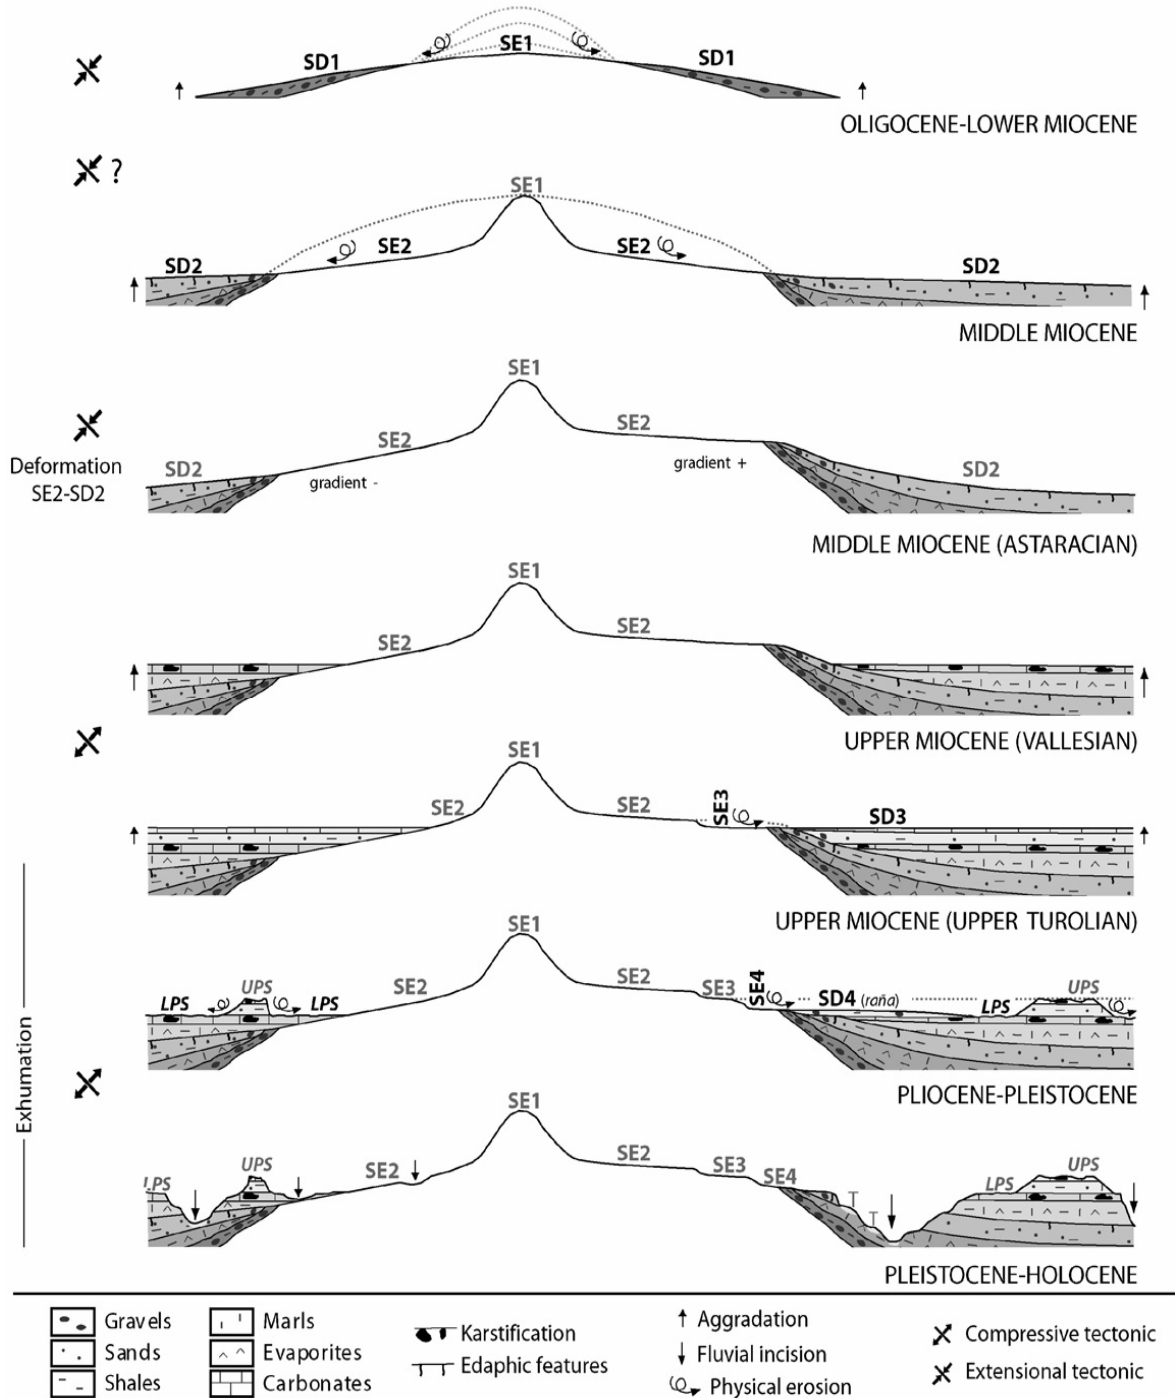 SE1
SD1
SD1
OLIGOCENE-LOWER MIOCENE
?
SE1
SE2
SE2
SD2
SD2
MIDDLE MIOCENE
SE1
SE2
SE2
Deformation
SE2-SD2
SD2
gradient -
gradient +
SD2
MIDDLE MIOCENE (ASTARACIAN)
SE1
SE2
SE2
UPPER MIOCENE (VALLESIAN)
SE1
SE2
SE2
SE3
SD3
UPPER MIOCENE (UPPER TUROLIAN)
SE1
LPS
UPS
LPS
SE2
SE2
SE3
SE4
SD4 (raña)
LPS
UPS
PLIOCENE-PLEISTOCENE
Exhumation
SE1
LPS
UPS
SE2
SE2
SE3
SE4
LPS
UPS
T
T
PLEISTOCENE-HOLOCENE
Gravels
Sands
Shales
Marls
Evaporites
Carbonates
Karstification
Edaphic features
Aggradation
Fluvial incision
Physical erosion
Compressive tectonic
Extensional tectonic